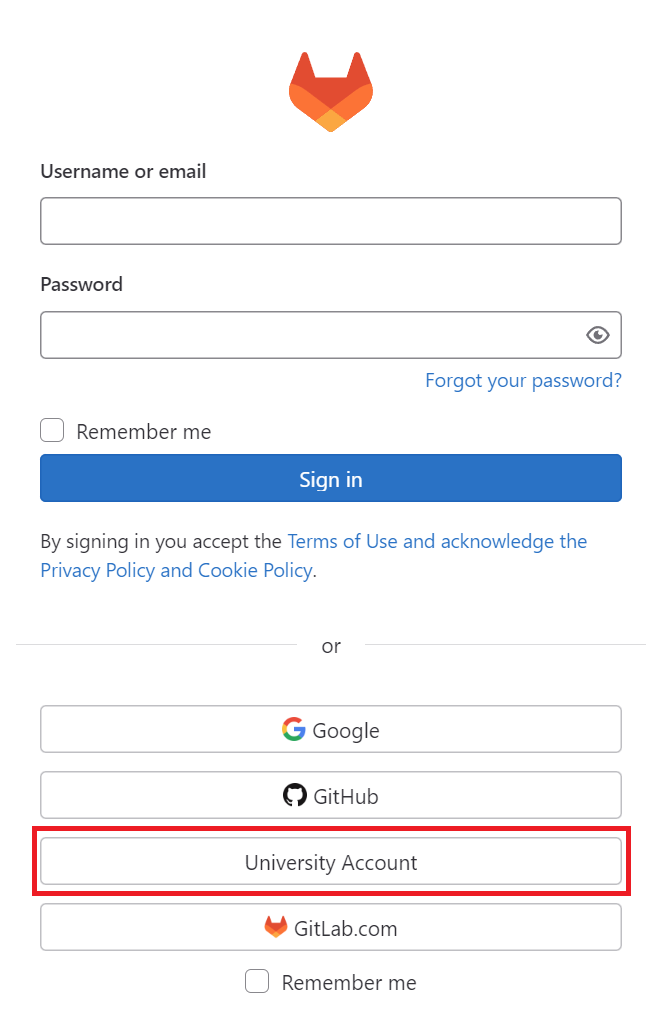 Username or email
Password
Forgot your password?
Remember me
Sign in
By signing in you accept the Terms of Use and acknowledge the
Privacy Policy and Cookie Policy.
or
Google
GitHub
University Account
GitLab.com
Remember me